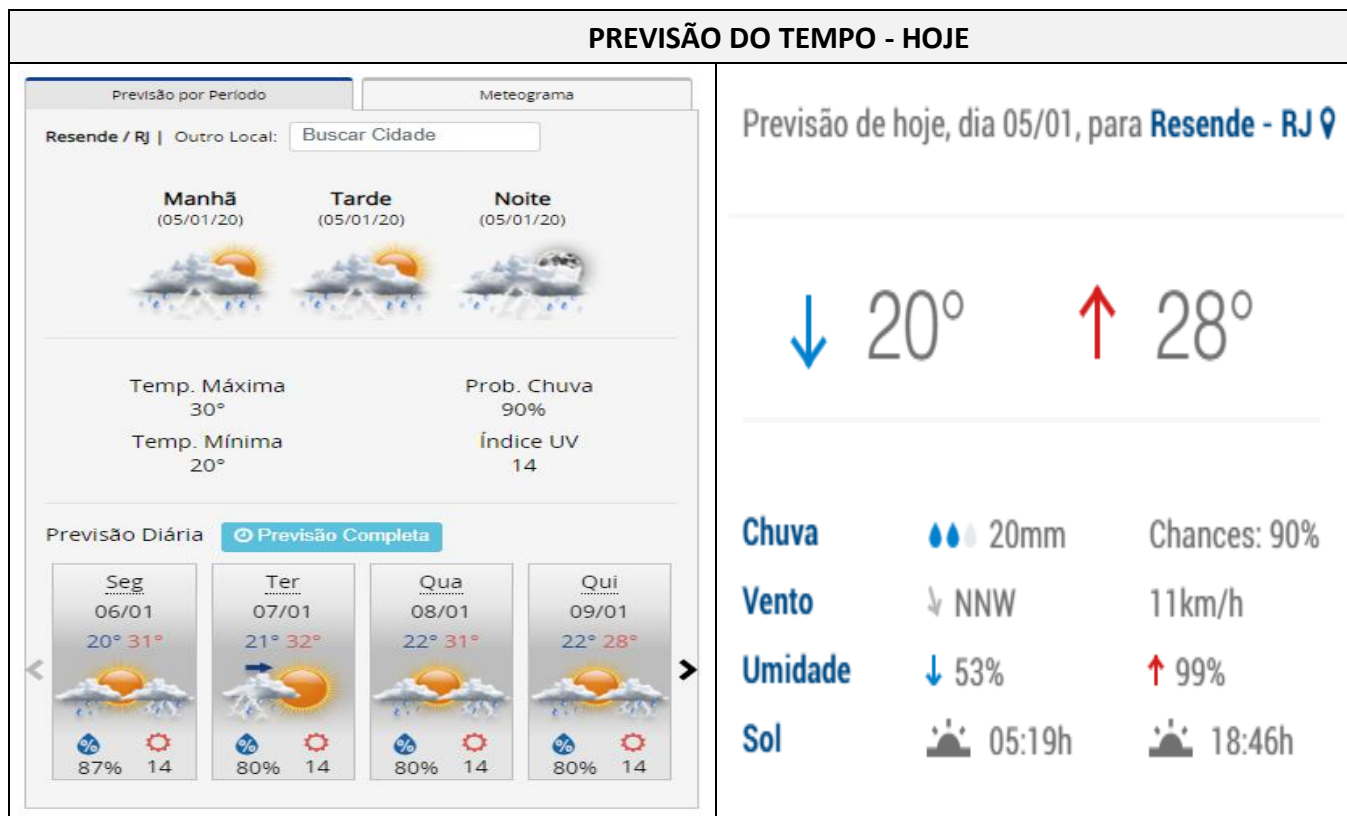 PREVISÃO DO TEMPO - HOJE
Previsão por Período
Meteograma
Resende / RJ | Outro Local: Buscar Cidade
Manhã Tarde Noite
(05/01/20) (05/01/20) (05/01/20)
Temp. Máxima Prob. Chuva
30° 90%
Temp. Mínima Índice UV
20° 14
Previsão Diária Previsão Completa
Seg Ter Qua Qui
06/01 07/01 08/01 09/01
20° 31° 21° 32° 22° 31° 22° 28°
% % % %
87% 14 80% 14 80% 14 80% 14
Previsão de hoje, dia 05/01, para Resende - RJ
20° 28°
Chuva 20mm Chances: 90%
Vento NNW 11km/h
Umidade 53% 99%
Sol 05:19h 18:46h